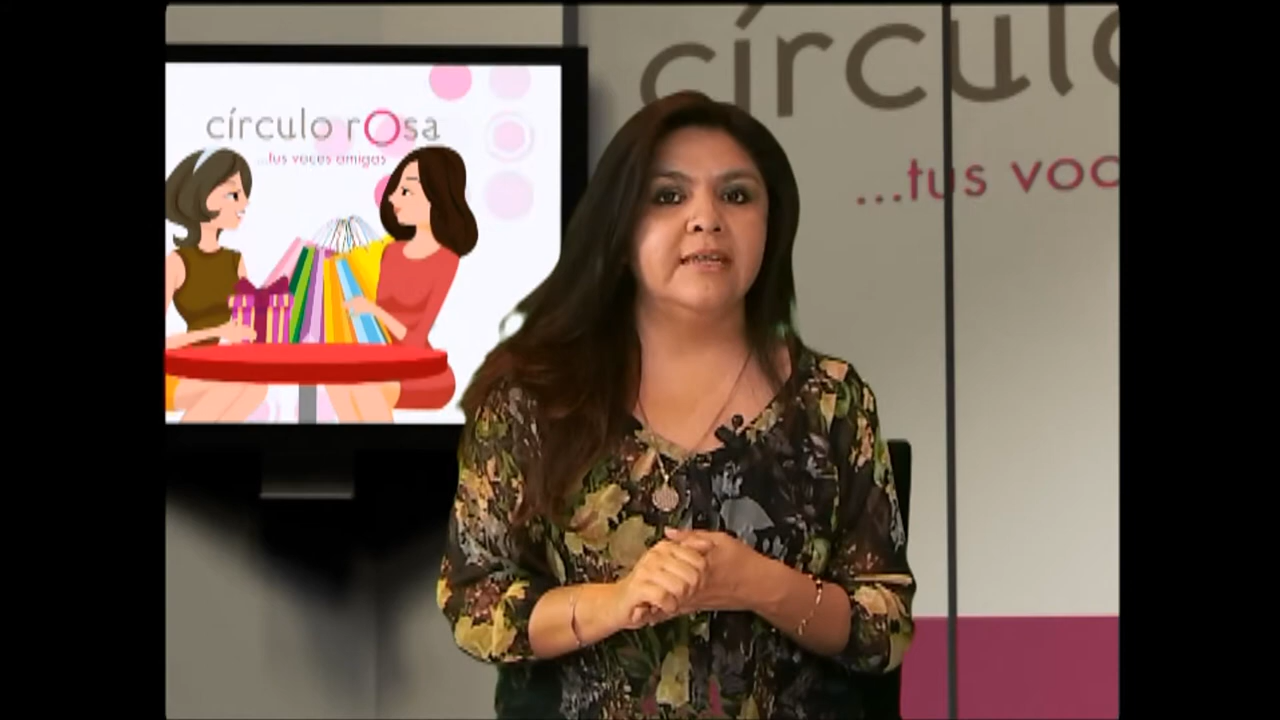 círculo rosa
...tus voces amigas
círculo
...tus voc